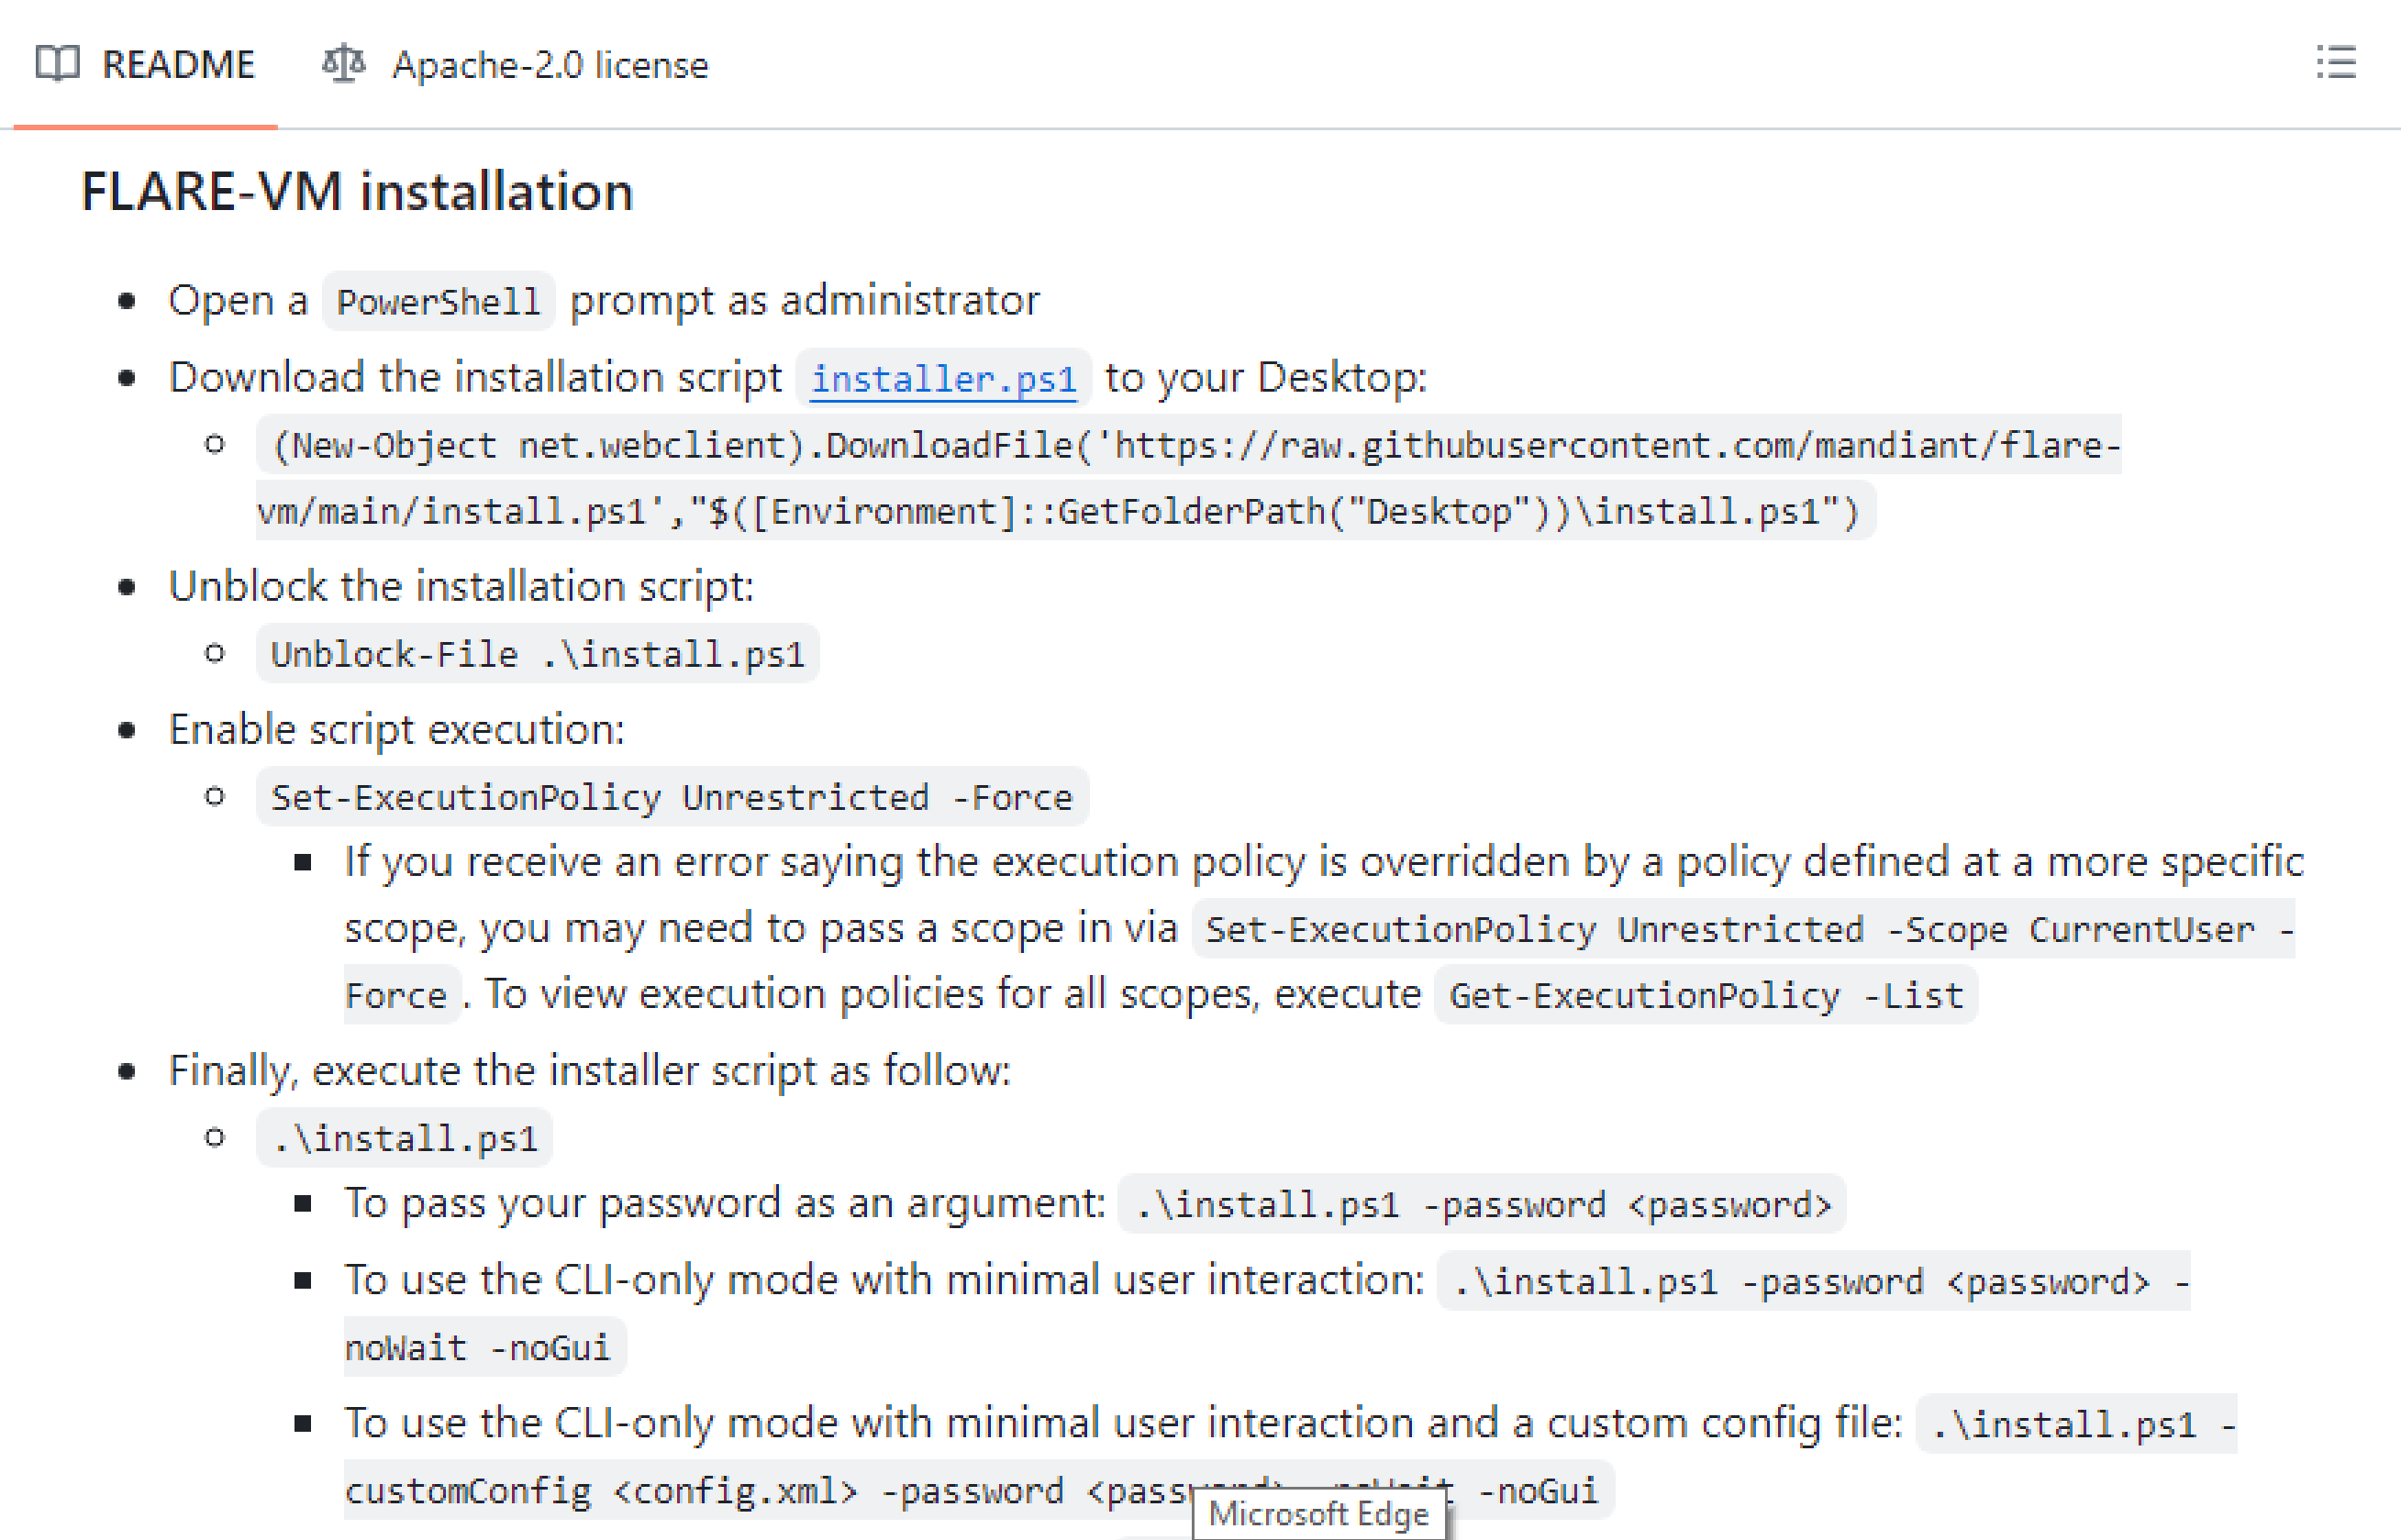 README Apache-2.0 license
FLARE-VM installation
Open a PowerShell prompt as administrator
Download the installation script installer.ps1 to your Desktop:
(New-Object net.webclient).DownloadFile('https://raw.githubusercontent.com/mandiant/flare-
vm/main/install.ps1',"$([Environment]::GetFolderPath("Desktop"))\install.ps1")
Unblock the installation script:
Unblock-File .\install.ps1
Enable script execution:
Set-ExecutionPolicy Unrestricted -Force
If you receive an error saying the execution policy is overridden by a policy defined at a more specific
scope, you may need to pass a scope in via Set-ExecutionPolicy Unrestricted -Scope CurrentUser -
Force. To view execution policies for all scopes, execute Get-ExecutionPolicy -List
Finally, execute the installer script as follow:
.\install.ps1
To pass your password as an argument: .\install.ps1 -password <password>
To use the CLI-only mode with minimal user interaction: .\install.ps1 -password <password> -
noWait -noGui
To use the CLI-only mode with minimal user interaction and a custom config file: .\install.ps1 -
customConfig <config.xml> -password <password> -noWait -noGui
Microsoft Edge